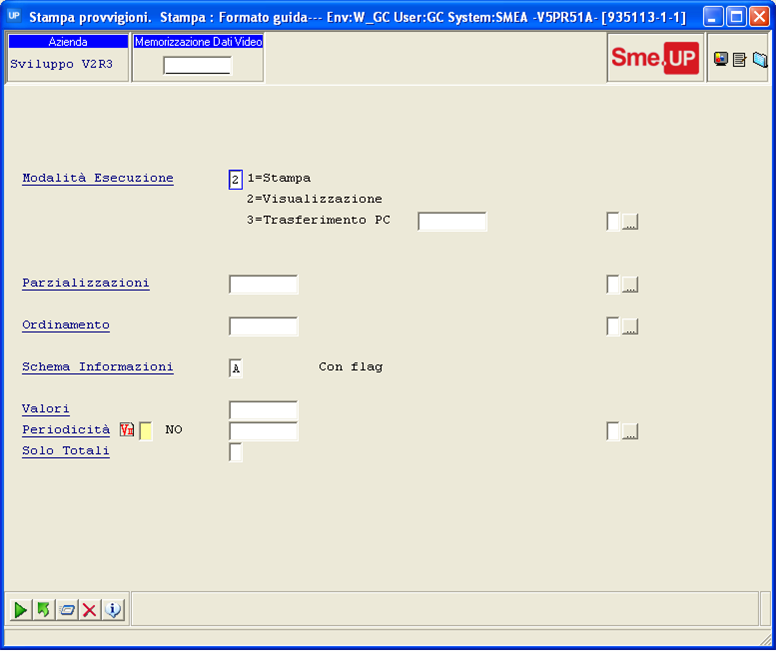 UP Stampa provvigioni. Stampa : Formato guida--- Env:W_GC User:GC System:SMEA -V5PR51A- [935113-1-1]
Azienda
Memorizzazione Dati Video
Sviluppo V2R3
Sme.UP
Modalità Esecuzione 2 1=Stampa
2=Visualizzazione
3=Trasferimento PC ...
Parzializzazioni ...
Ordinamento ...
Schema Informazioni A Con flag
Valori
Periodicità NO ...
Solo Totali